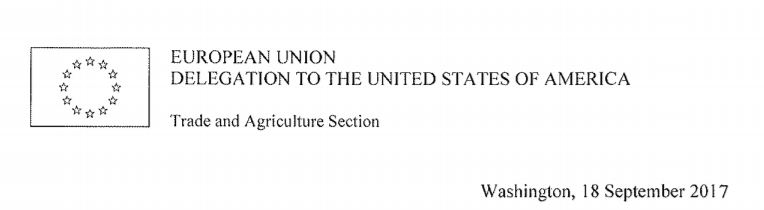 EUROPEAN UNION
DELEGATION TO THE UNITED STATES OF AMERICA
Trade and Agriculture Section
Washington, 18 September 2017